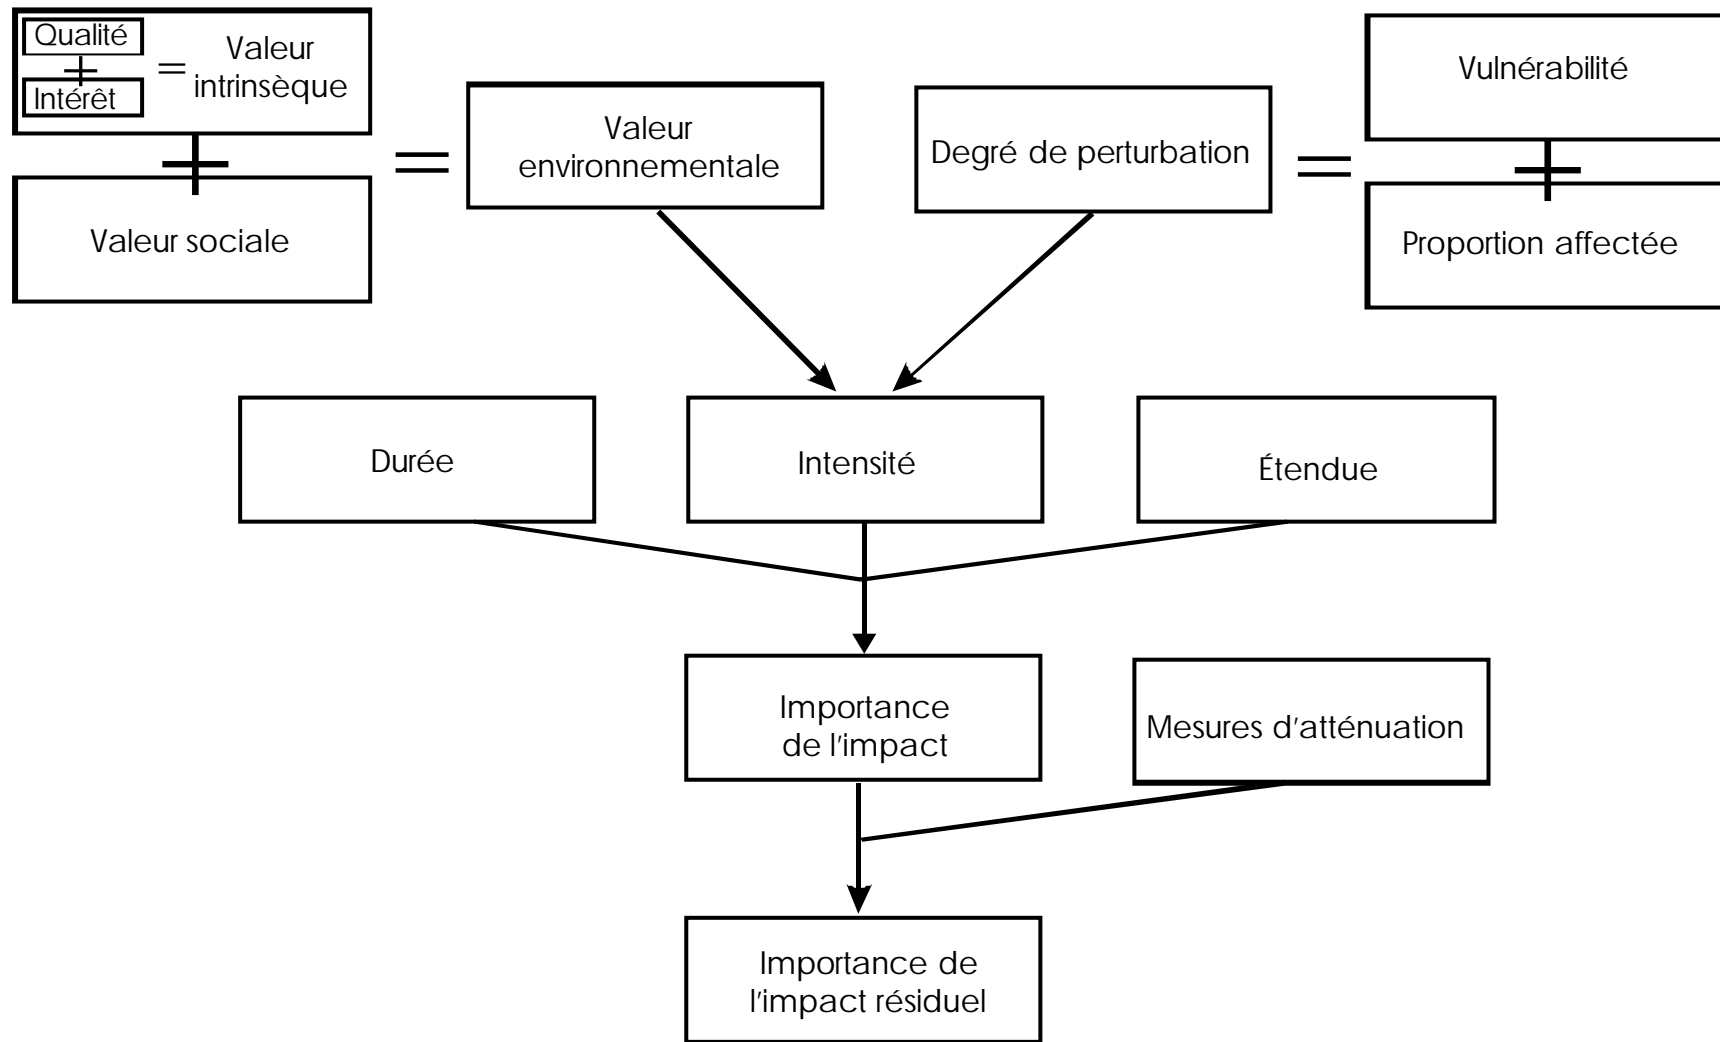 Qualité
+
Intérêt
=
Valeur
intrinsèque
+
Valeur sociale
=
Valeur
environnementale
Degré de perturbation
=
Vulnérabilité
+
Proportion affectée
Durée
Intensité
Étendue
Importance
de l'impact
Mesures d'atténuation
Importance de
l'impact résiduel